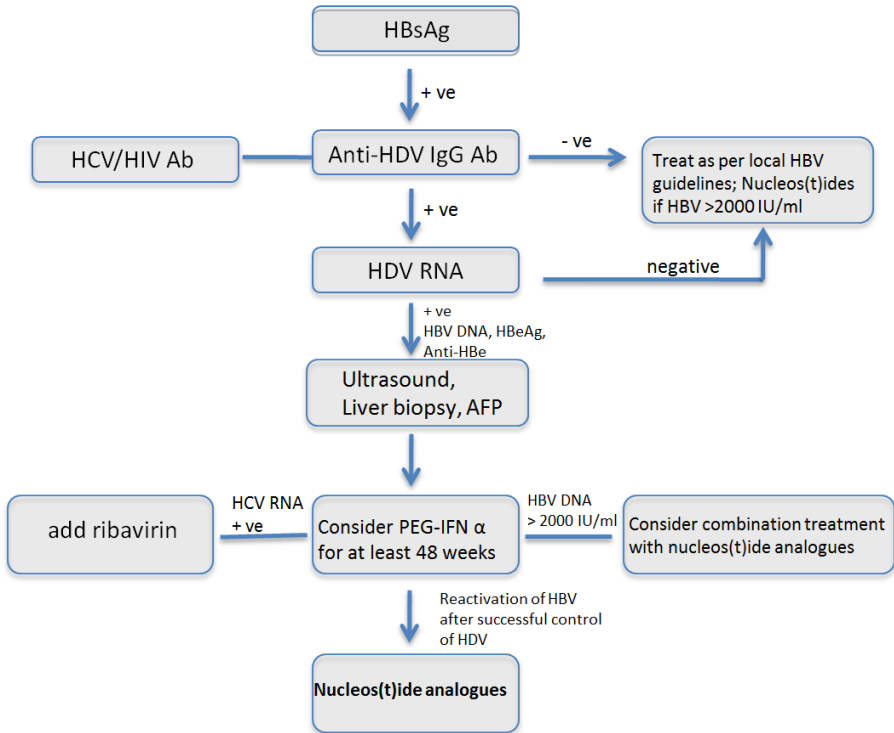 HBsAg
+ ve
HCV/HIV Ab
Anti-HDV IgG Ab
- ve
Treat as per local HBV
guidelines; Nucleos(t)ides
if HBV >2000 IU/ml
+ ve
HDV RNA
negative
+ ve
HBV DNA, HBeAg,
Anti-HBe
Ultrasound,
Liver biopsy, AFP
add ribavirin
HCV RNA
+ ve
Consider PEG-IFN α
for at least 48 weeks
HBV DNA
> 2000 IU/ml
Consider combination treatment
with nucleos(t)ide analogues
Reactivation of HBV
after successful control
of HDV
Nucleos(t)ide analogues